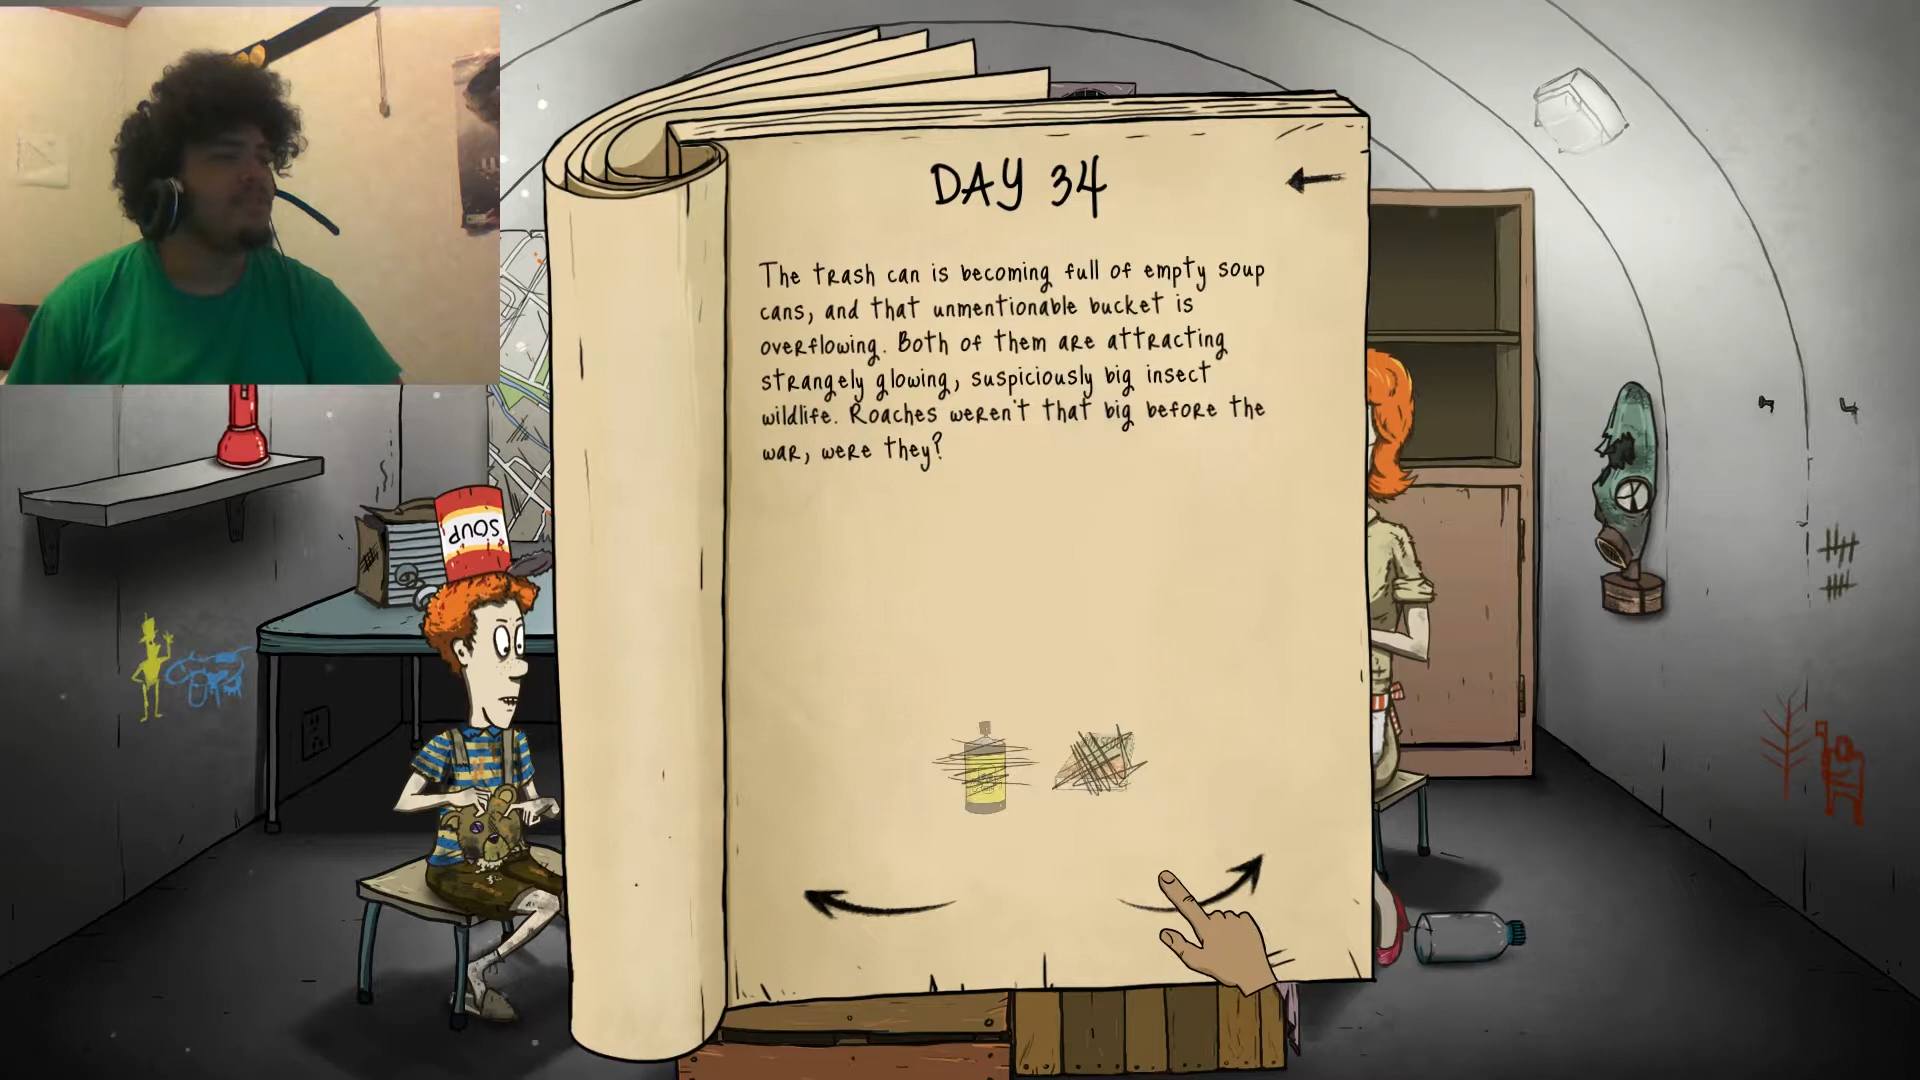 DAY 34
The trash can is becoming full of empty soup
cans, and that unmentionable bucket is
overflowing. Both of them are attracting
strangely glowing, suspiciously big insect
wildlife. Roaches weren't that big before the
war, were they?
SOUP